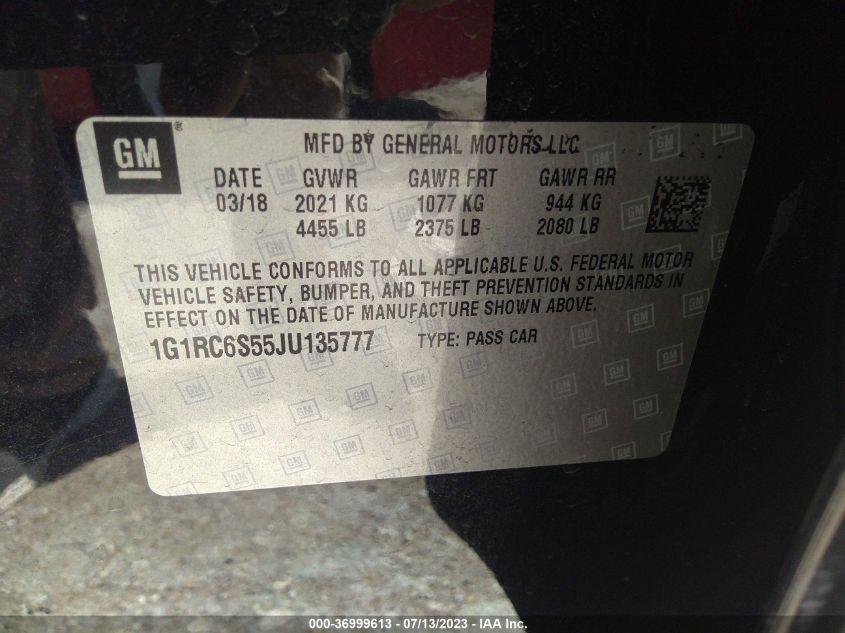 GM ®
MFD BY GENERAL MOTORS LLC
DATE GVWR GAWR FRT GAWR RR
03/18 2021 KG 1077 KG 944 KG
4455 LB 2375 LB 2080 LB
THIS VEHICLE CONFORMS TO ALL APPLICABLE U.S. FEDERAL MOTOR
VEHICLE SAFETY, BUMPER, AND THEFT PREVENTION STANDARDS IN
EFFECT ON THE DATE OF MANUFACTURE SHOWN ABOVE.
1G1RC6S55JU135777 TYPE: PASS CAR
000-36999613 - 07/13/2023 - IAA Inc.